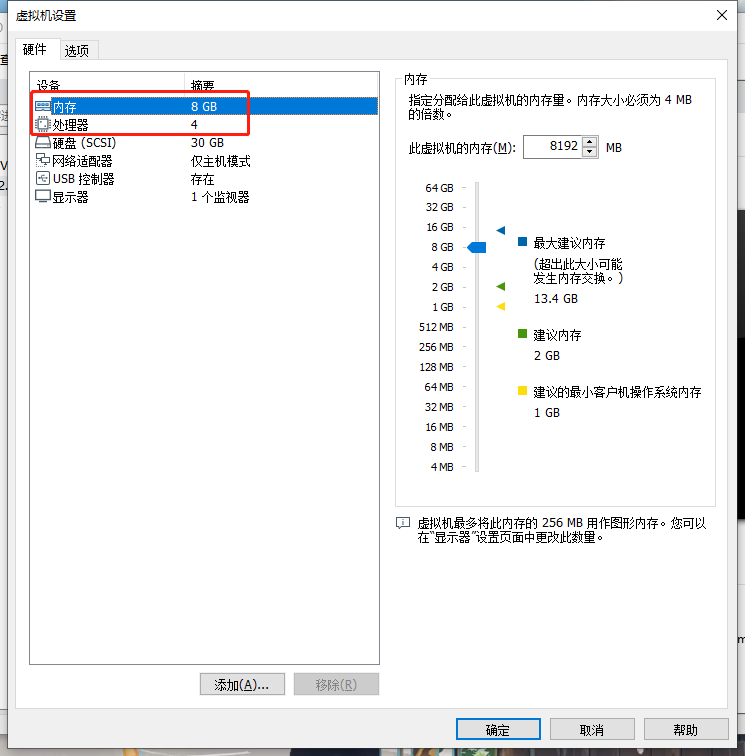 虚拟机设置
硬件 选项
设备 摘要
内存 8 GB
处理器 4
硬盘 (SCSI) 30 GB
网络适配器 仅主机模式
USB 控制器 存在
显示器 1 个监视器
添加(A)... 移除(R)
内存
指定分配给此虚拟机的内存量。内存大小必须为 4 MB
的倍数。
此虚拟机的内存(M): 8192 MB
64 GB
32 GB
16 GB
8 GB
4 GB
2 GB
1 GB
512 MB
256 MB
128 MB
64 MB
32 MB
16 MB
8 MB
4 MB
最大建议内存
(超出此大小可能
发生内存交换。)
13.4 GB
建议内存
2 GB
建议的最小客户机操作系统内存
1 GB
虚拟机最多将此内存的 256 MB 用作图形内存。您可以
在"显示器"设置页面中更改此数量。
确定 取消 帮助